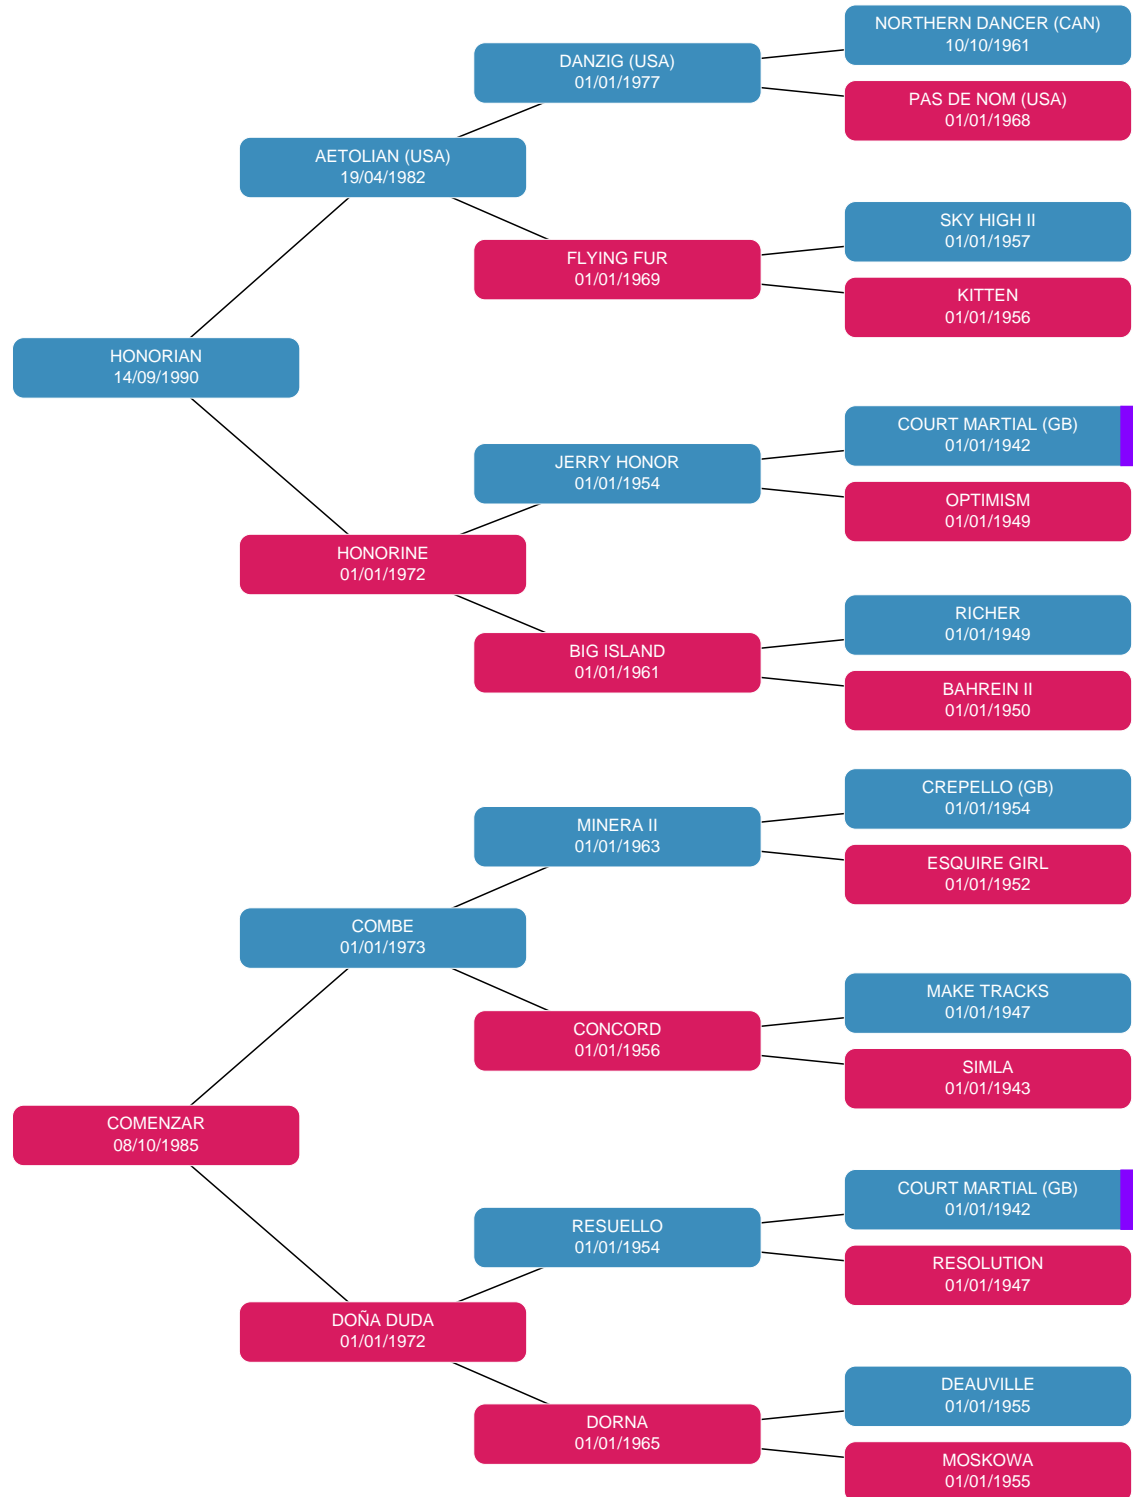 NORTHERN DANCER (CAN)
10/10/1961
DANZIG (USA)
01/01/1977
PAS DE NOM (USA)
01/01/1968
AETOLIAN (USA)
19/04/1982
SKY HIGH II
01/01/1957
FLYING FUR
01/01/1969
KITTEN
01/01/1956
HONORIAN
14/09/1990
COURT MARTIAL (GB)
01/01/1942
JERRY HONOR
01/01/1954
OPTIMISM
01/01/1949
HONORINE
01/01/1972
RICHER
01/01/1949
BIG ISLAND
01/01/1961
BAHREIN II
01/01/1950
CREPELLO (GB)
01/01/1954
MINERA II
01/01/1963
ESQUIRE GIRL
01/01/1952
COMBE
01/01/1973
MAKE TRACKS
01/01/1947
CONCORD
01/01/1956
SIMLA
01/01/1943
COMENZAR
08/10/1985
COURT MARTIAL (GB)
01/01/1942
RESUELLO
01/01/1954
RESOLUTION
01/01/1947
DOÑA DUDA
01/01/1972
DEAUVILLE
01/01/1955
DORNA
01/01/1965
MOSKOWA
01/01/1955